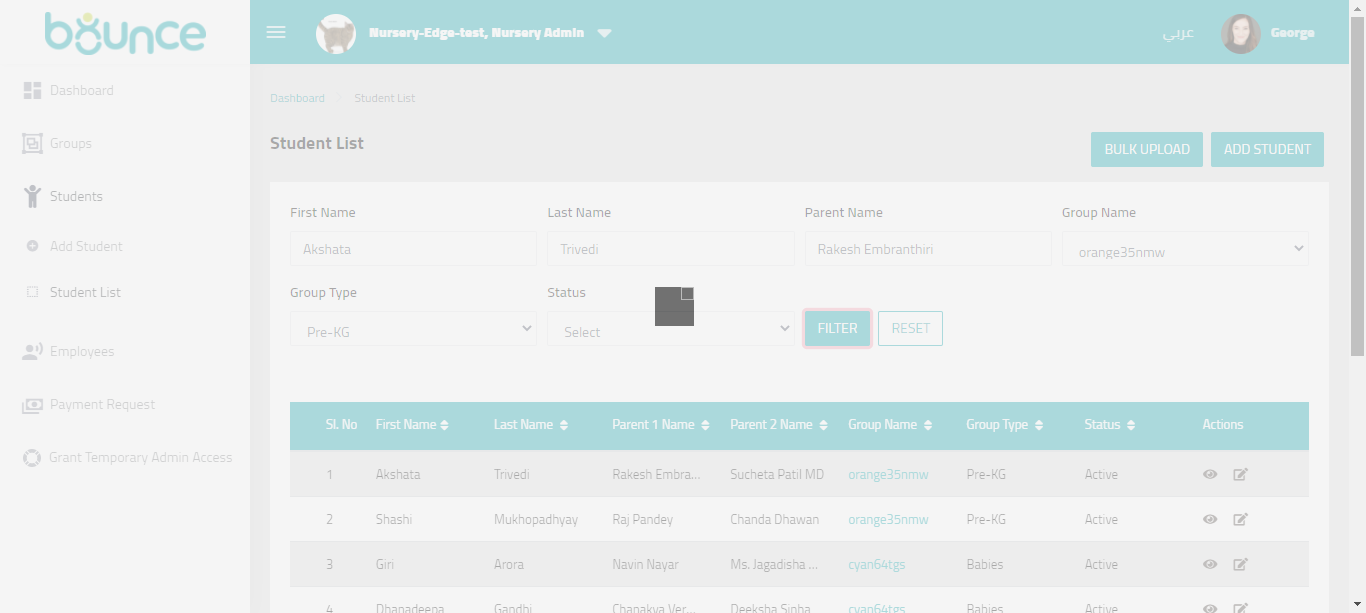 bounce
Nursery-Edge-test, Nursery Admin
عربي
George
Dashboard
Groups
Students
Add Student
Student List
Employees
Payment Request
Grant Temporary Admin Access
Dashboard Student List
Student List
BULK UPLOAD ADD STUDENT
First Name Last Name Parent Name Group Name
Akshata Trivedi Rakesh Embranthiri orange35nmw
Group Type Status
Pre-KG Select FILTER RESET
Sl. No First Name Last Name Parent 1 Name Parent 2 Name Group Name Group Type Status Actions
1 Akshata Trivedi Rakesh Embra... Sucheta Patil MD orange35nmw Pre-KG Active
2 Shashi Mukhopadhyay Raj Pandey Chanda Dhawan orange35nmw Pre-KG Active
3 Giri Arora Navin Nayar Ms. Jagadisha ... cyan64tgs Babies Active
4 Dhanadeepa Gandhi Chanakya Ver... Deeksha Sinha cyan64tgs Babies Active